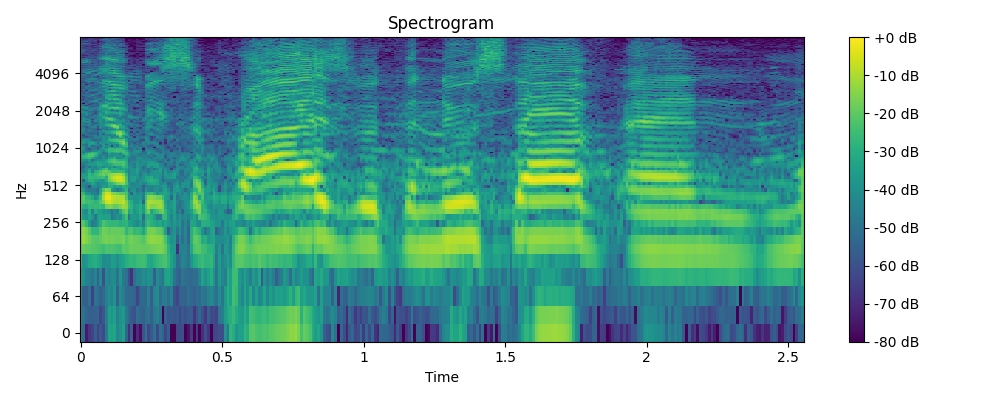 Spectrogram
+0 dB
4096
-10 dB
2048
-20 dB
1024
-30 dB
Hz
512
-40 dB
256
-50 dB
128
-60 dB
64
-70 dB
0
-80 dB
0 0.5 1 1.5 2 2.5
Time